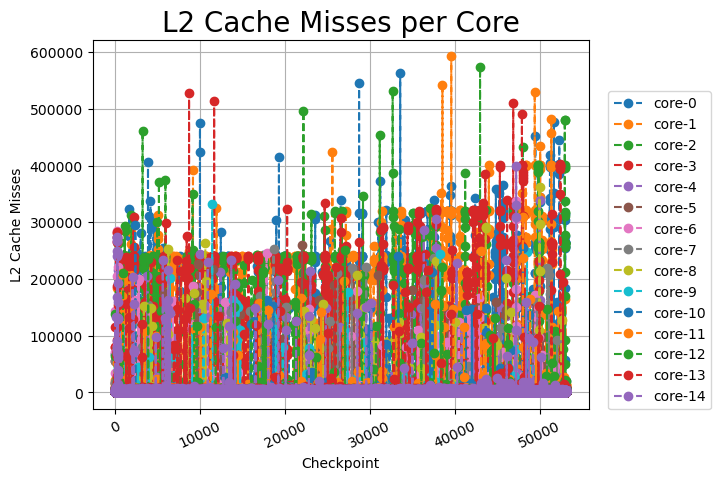 L2 Cache Misses per Core
L2 Cache Misses
600000
500000
400000
300000
200000
100000
0
0
10000
20000
30000
40000
50000
Checkpoint
core-0
core-1
core-2
core-3
core-4
core-5
core-6
core-7
core-8
core-9
core-10
core-11
core-12
core-13
core-14